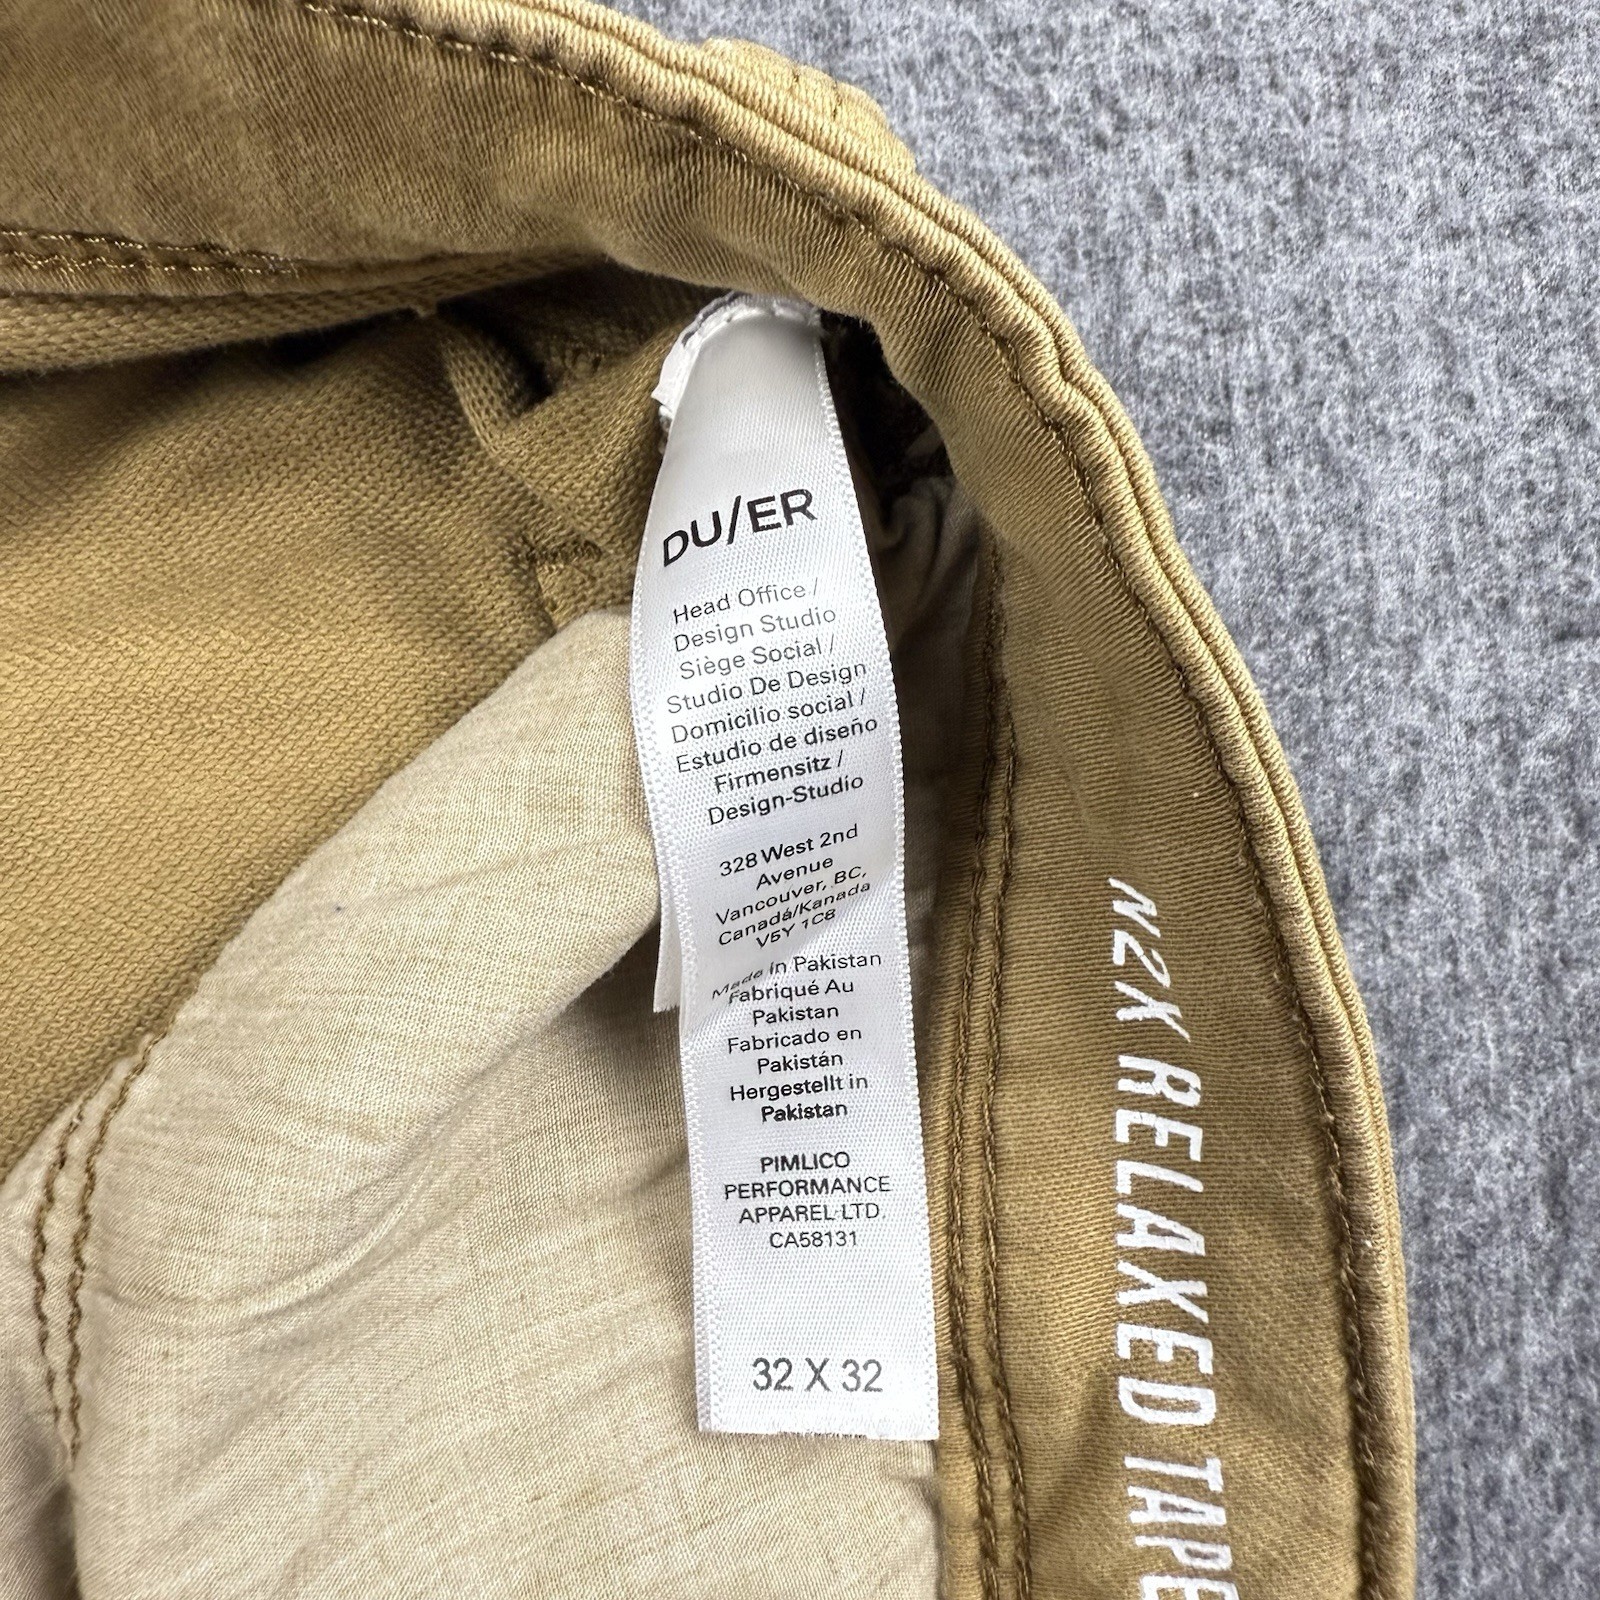 DU/ER
Head Office /
Design Studio
Siège Social /
Studio De Design
Domicilio social /
Estudio de diseño
Firmensitz /
Design-Studio
328 West 2nd
Avenue
Vancouver, BC,
Canadá/Kanada
V5Y 1C8
Made in Pakistan
Fabriqué Au
Pakistan
Fabricado en
Pakistán
Hergestellt in
Pakistan
PIMLICO
PERFORMANCE
APPAREL LTD.
CA58131
32 X 32
N2X RELAXED TAPE